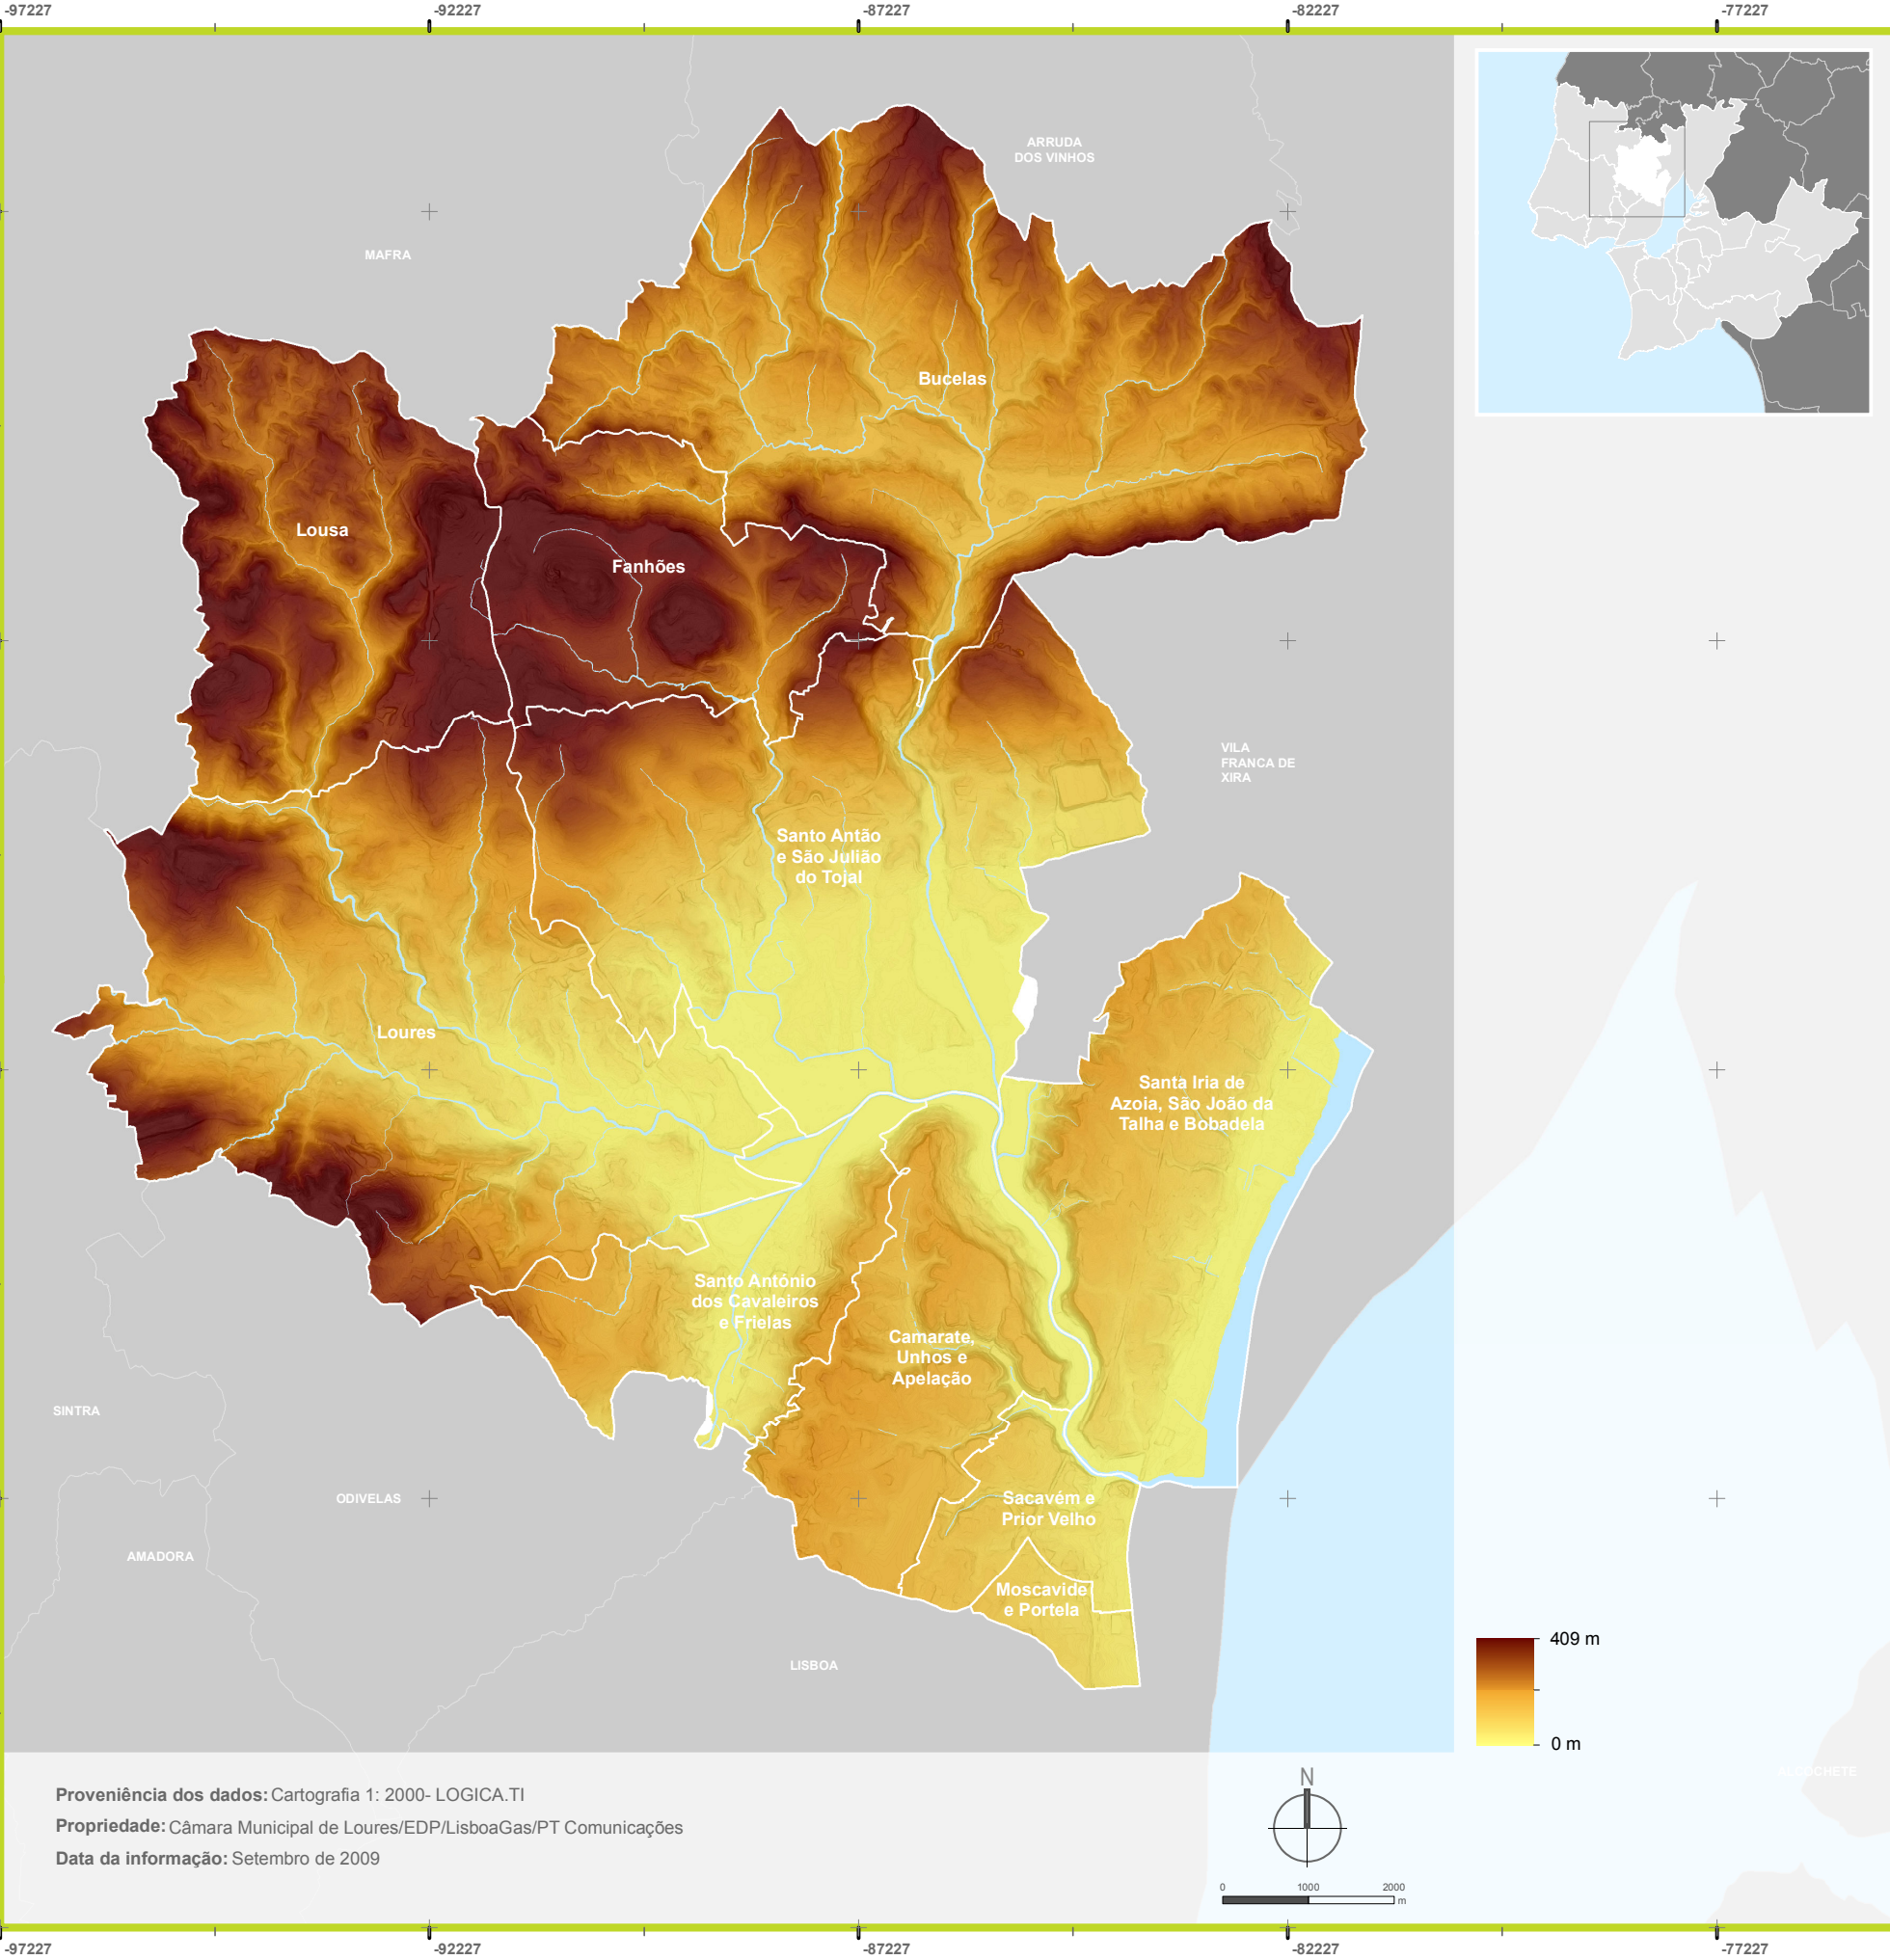 -97227
-92227
-87227
-82227
-77227
ARRUDA
DOS VINHOS
MAFRA
Bucelas
Lousa
Fanhões
VILA
FRANCA DE
XIRA
Santo Antão
e São Julião
do Tojal
Loures
Santa Iria de
Azoia, São João da
Talha e Bobadela
Santo António
dos Cavaleiros
e Frielas
Camarate,
Unhos e
Apelação
SINTRA
ODIVELAS
Sacavém e
Prior Velho
AMADORA
Moscavide
e Portela
LISBOA
409 m
0 m
ALCOCHETE
Proveniência dos dados: Cartografia 1: 2000- LOGICA.TI
Propriedade: Câmara Municipal de Loures/EDP/LisboaGas/PT Comunicações
Data da informação: Setembro de 2009
N
0 1000 2000
m
-97227
-92227
-87227
-82227
-77227